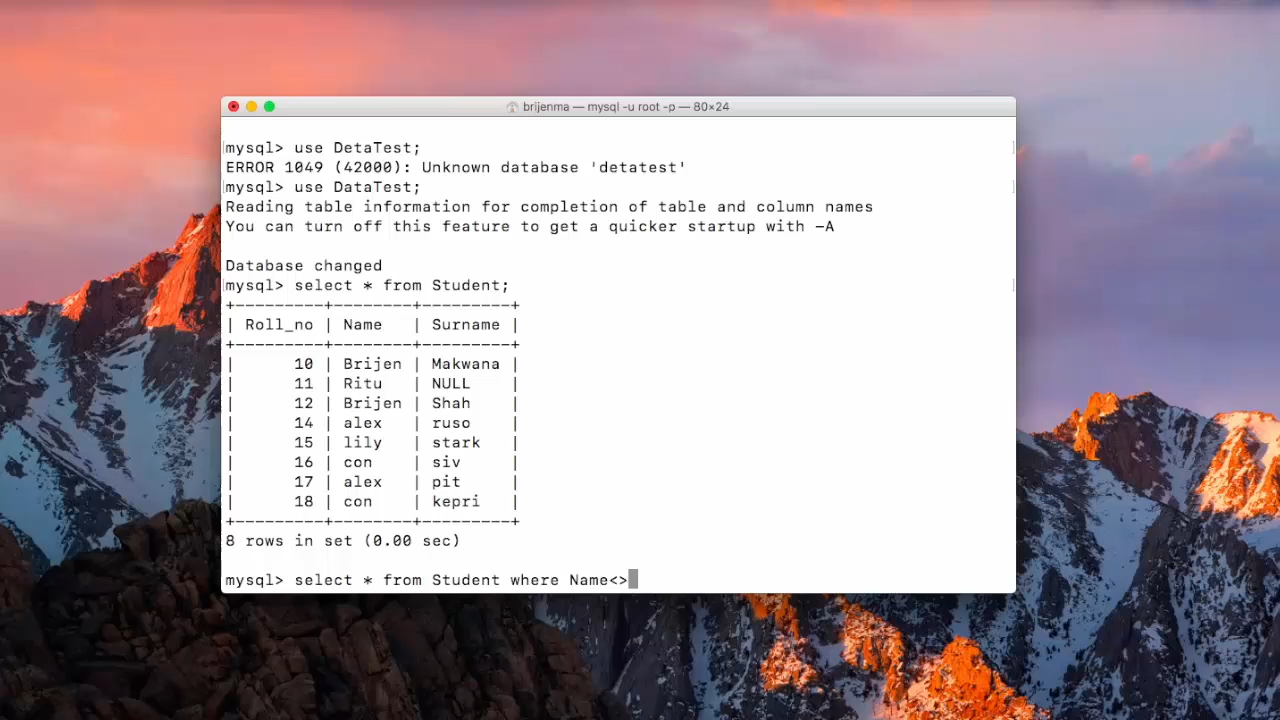 brijenma — mysql -u root -p — 80×24
mysql> use DetaTest;
ERROR 1049 (42000): Unknown database 'detatest'
mysql> use DataTest;
Reading table information for completion of table and column names
You can turn off this feature to get a quicker startup with -A
Database changed
mysql> select * from Student;
+---------+--------+---------+
| Roll_no | Name   | Surname |
+---------+--------+---------+
|      10 | Brijen | Makwana |
|      11 | Ritu   | NULL    |
|      12 | Brijen | Shah    |
|      14 | alex   | ruso    |
|      15 | lily   | stark   |
|      16 | con    | siv     |
|      17 | alex   | pit     |
|      18 | con    | kepri   |
+---------+--------+---------+
8 rows in set (0.00 sec)
mysql> select * from Student where Name<>